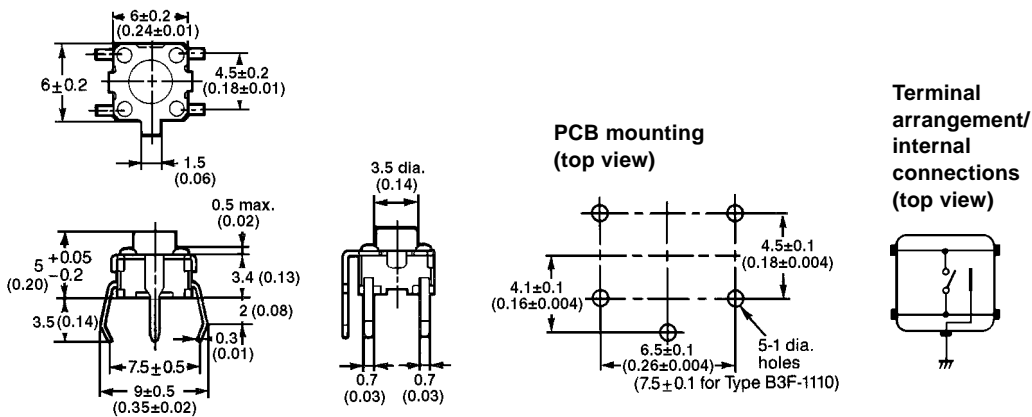 6±0.2
(0.24±0.01)
6±0.2
4.5±0.2
(0.18±0.01)
1.5
(0.06)
0.5 max.
(0.02)
5 +0.05
−0.2
(0.20)
3.4 (0.13)
2 (0.08)
3.5 (0.14)
0.3
(0.01)
7.5±0.5
9±0.5
(0.35±0.02)
3.5 dia.
(0.14)
0.7
(0.03)
0.7
(0.03)
PCB mounting
(top view)
4.5±0.1
(0.18±0.004)
4.1±0.1
(0.16±0.004)
6.5±0.1
(0.26±0.004)
(7.5±0.1 for Type B3F-1110)
5-1 dia.
holes
Terminal
arrangement/
internal
connections
(top view)